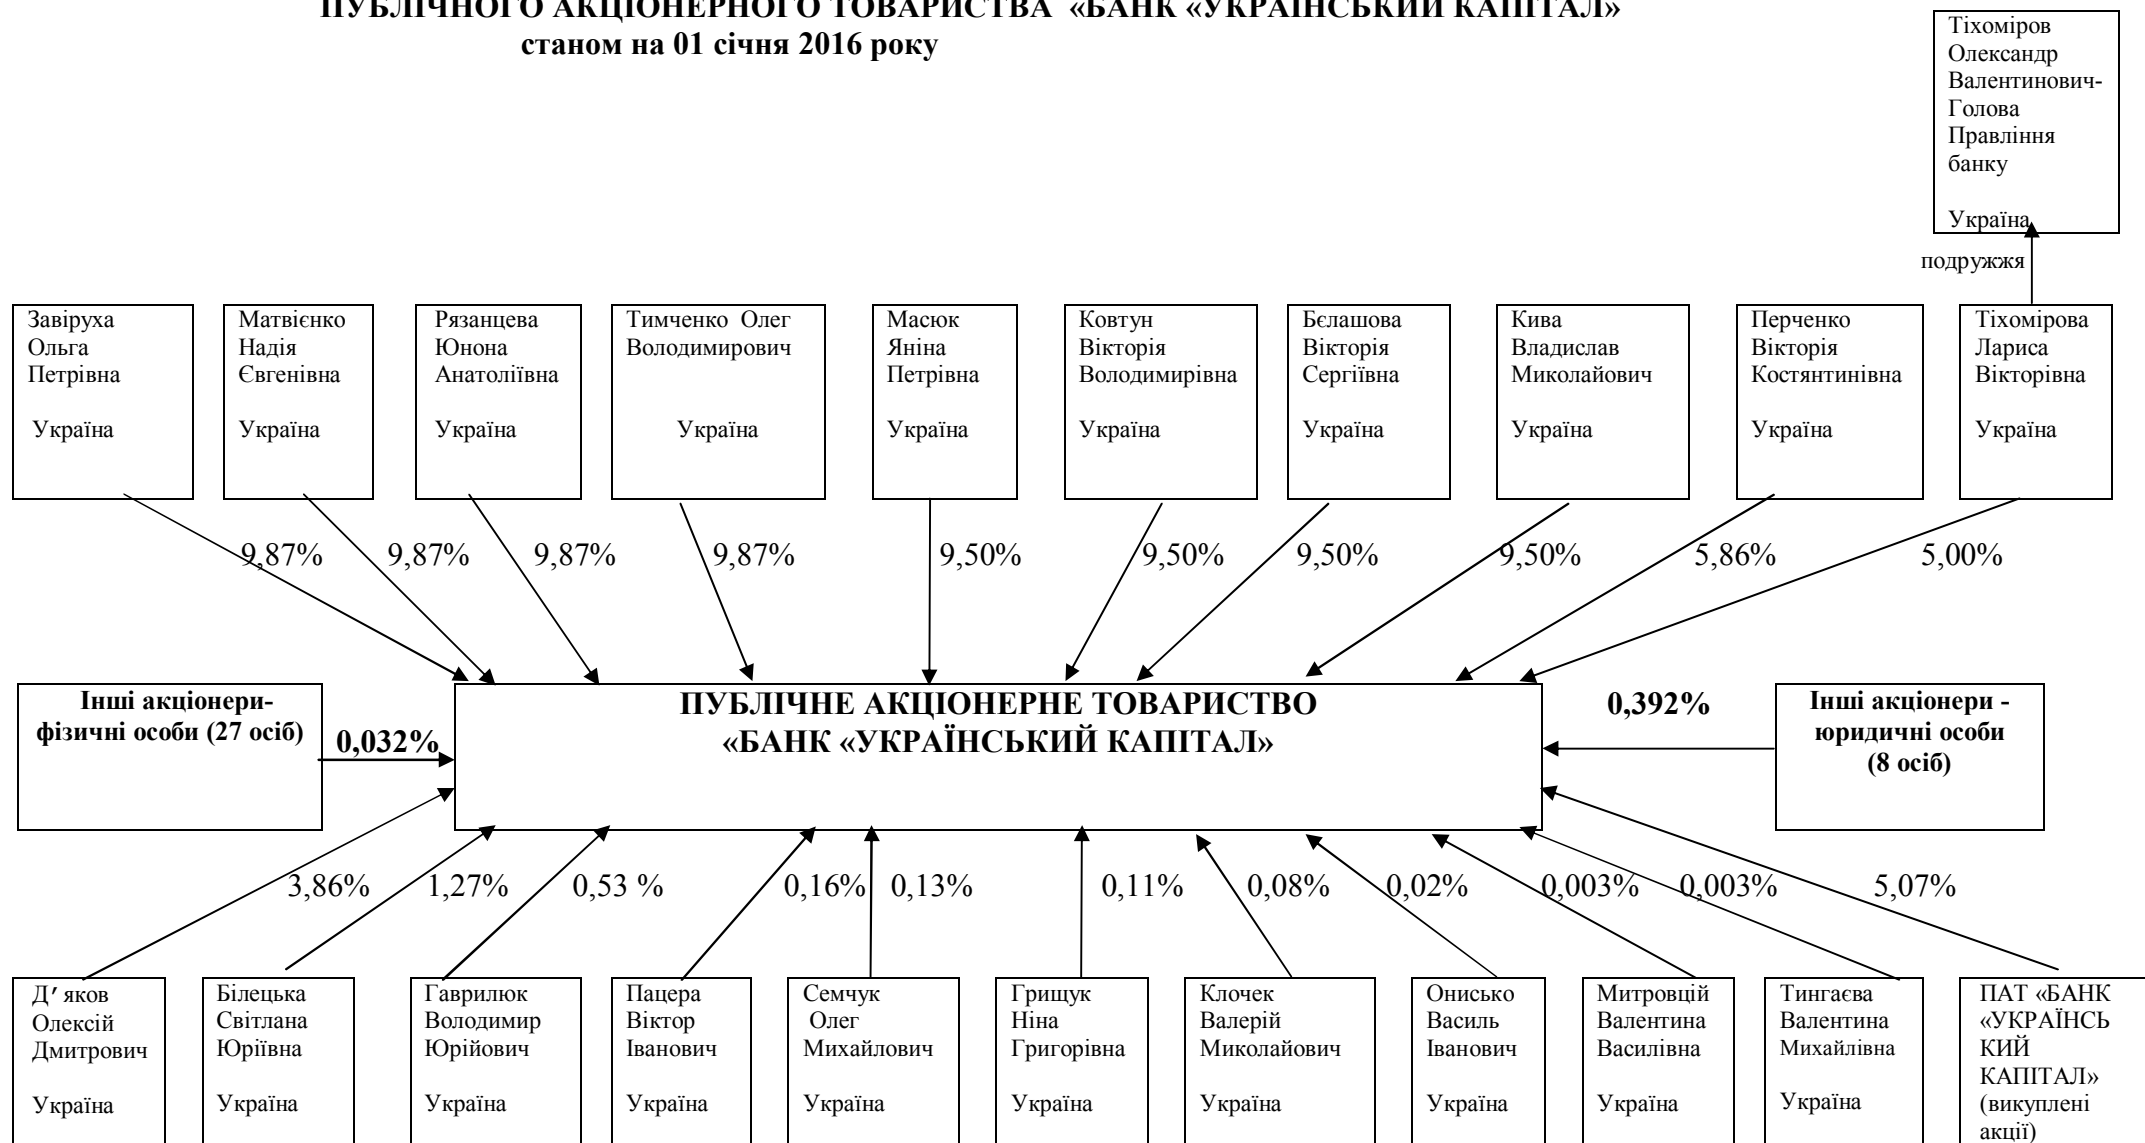 ПУБЛІЧНОГО АКЦІОНЕРНОГО ТОВАРИСТВА «БАНК «УКРАЇНСЬКИЙ КАПІТАЛ»
станом на 01 січня 2016 року
Тіхоміров
Олександр
Валентинович-
Голова
Правління
банку
Україна
подружжя
Завіруха
Ольга
Петрівна
Україна
Матвієнко
Надія
Євгенівна
Україна
Рязанцева
Юнона
Анатоліївна
Україна
Тимченко Олег
Володимирович
Україна
Масюк
Яніна
Петрівна
Україна
Ковтун
Вікторія
Володимирівна
Україна
Бєлашова
Вікторія
Сергіївна
Україна
Кива
Владислав
Миколайович
Україна
Перченко
Вікторія
Костянтинівна
Україна
Тіхомірова
Лариса
Вікторівна
Україна
9,87%
9,87%
9,87%
9,87%
9,50%
9,50%
9,50%
9,50%
5,86%
5,00%
Інші акціонери-
фізичні особи (27 осіб)
0,032%
ПУБЛІЧНЕ АКЦІОНЕРНЕ ТОВАРИСТВО
«БАНК «УКРАЇНСЬКИЙ КАПІТАЛ»
0,392%
Інші акціонери -
юридичні особи
(8 осіб)
3,86%
1,27%
0,53 %
0,16%
0,13%
0,11%
0,08%
0,02%
0,003%
0,003%
5,07%
Д′ яков
Олексій
Дмитрович
Україна
Білецька
Світлана
Юріївна
Україна
Гаврилюк
Володимир
Юрійович
Україна
Пацера
Віктор
Іванович
Україна
Семчук
Олег
Михайлович
Україна
Грищук
Ніна
Григорівна
Україна
Клочек
Валерій
Миколайович
Україна
Онисько
Василь
Іванович
Україна
Митровцій
Валентина
Василівна
Україна
Тингаєва
Валентина
Михайлівна
Україна
ПАТ «БАНК
«УКРАЇНСЬ
КИЙ
КАПІТАЛ»
(викуплені
акції)